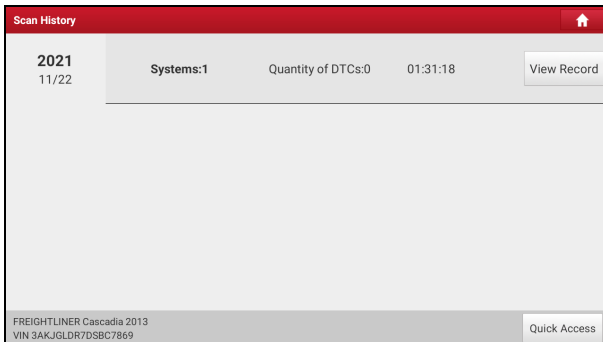 Scan History
2021
11/22
Systems:1 Quantity of DTCs:0 01:31:18 View Record
FREIGHTLINER Cascadia 2013
VIN 3AKJGLDR7DSBC7869
Quick Access